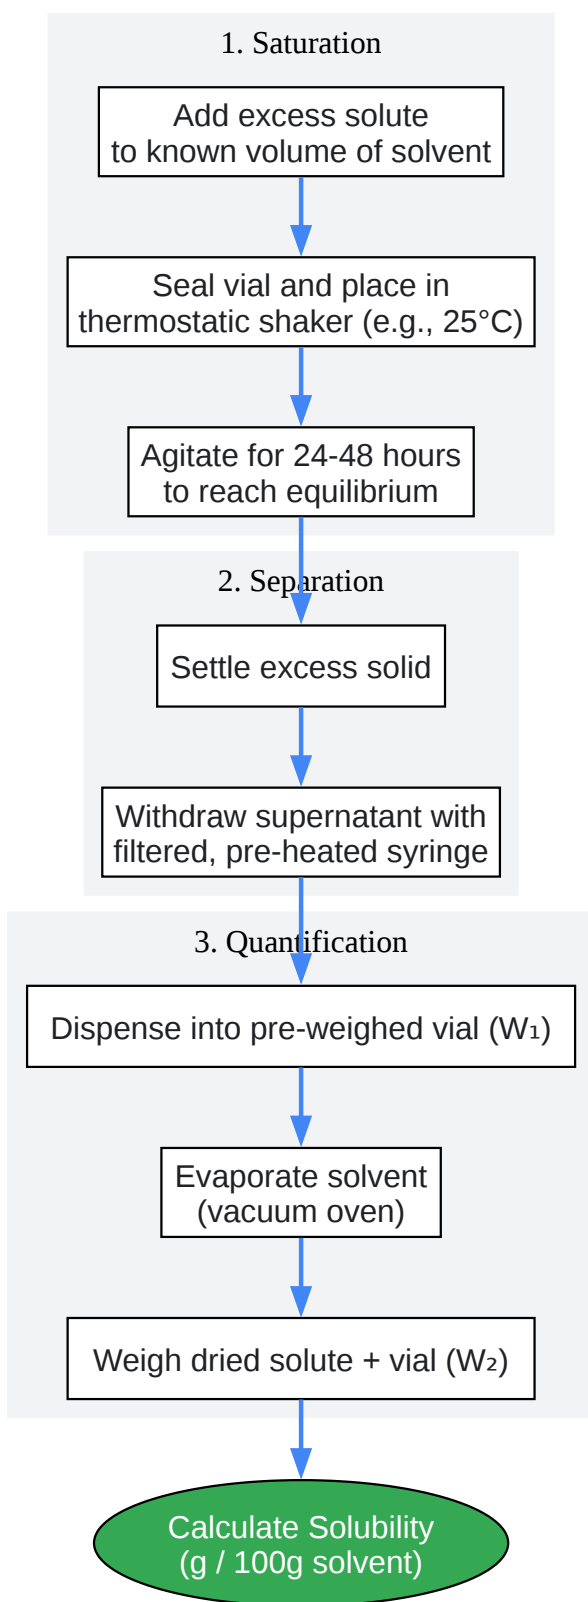 1. Saturation
Add excess solute
to known volume of solvent
Seal vial and place in
thermostatic shaker (e.g., 25°C)
Agitate for 24-48 hours
to reach equilibrium
2. Separation
Settle excess solid
Withdraw supernatant with
filtered, pre-heated syringe
3. Quantification
Dispense into pre-weighed vial (W₁)
Evaporate solvent
(vacuum oven)
Weigh dried solute + vial (W₂)
Calculate Solubility
(g / 100g solvent)